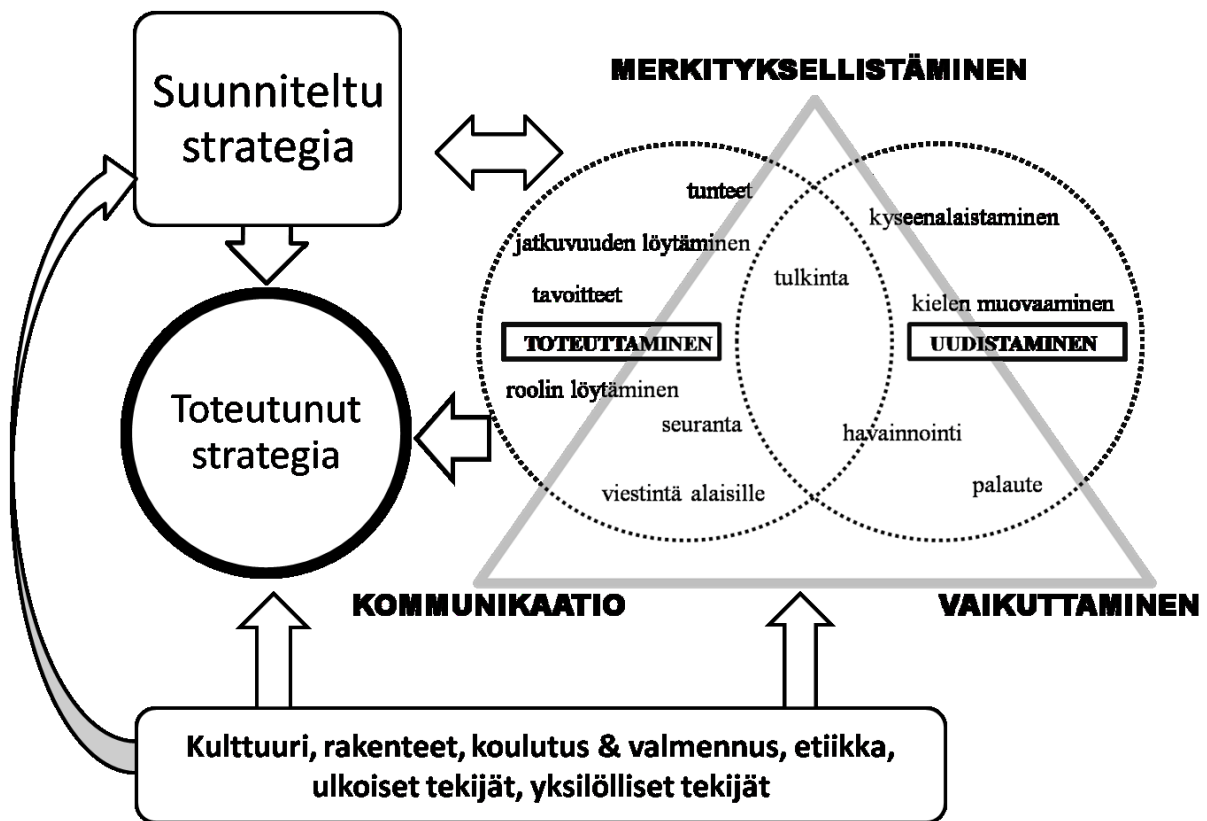 Suunniteltu
strategia
Toteutunut
strategia
MERKITYKSELLISTÄMINEN
tunteet
jatkuvuuden löytäminen
tavoitteet
TOTEUTTAMINEN
roolin löytäminen
seuranta
viestintä alaisille
tulkinta
havainnointi
kyseenalaistaminen
kielen muovaaminen
UUDISTAMINEN
palaute
KOMMUNIKAATIO
VAIKUTTAMINEN
Kulttuuri, rakenteet, koulutus & valmennus, etiikka,
ulkoiset tekijät, yksilölliset tekijät